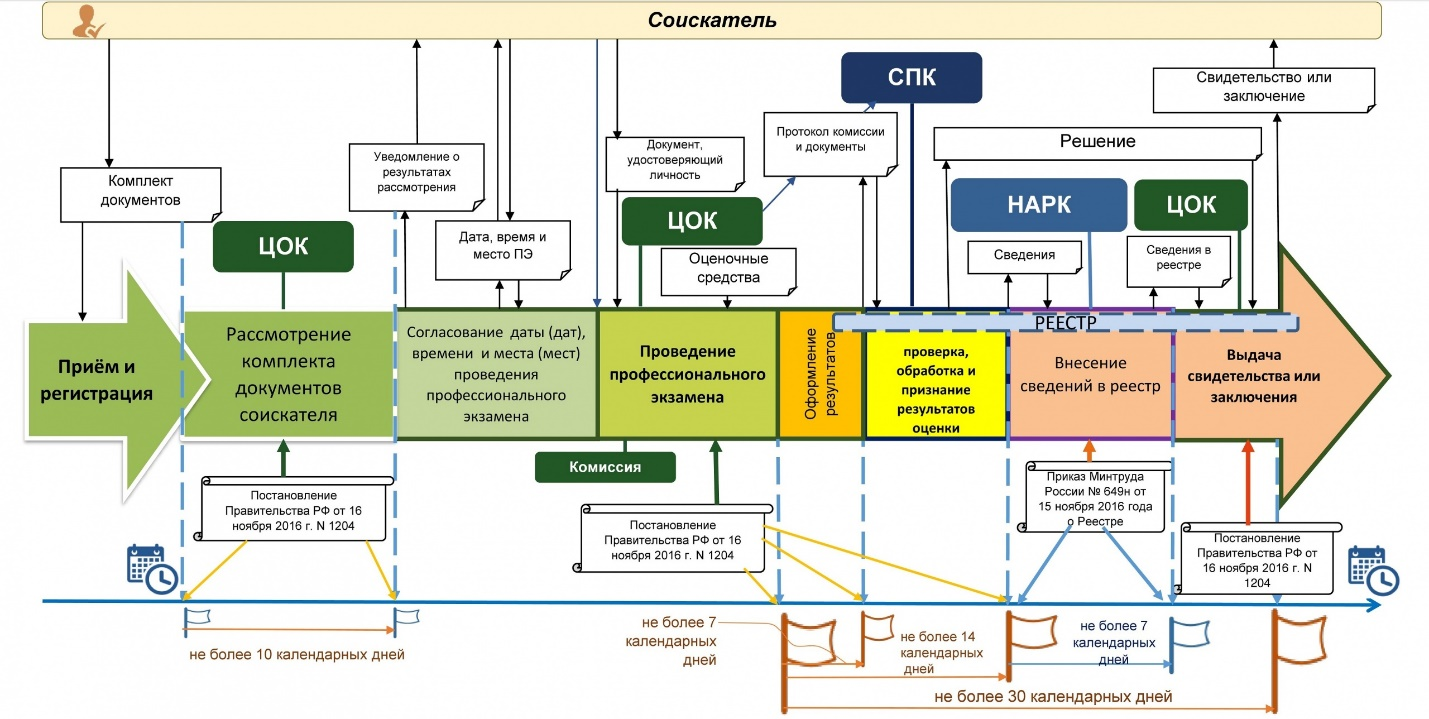 Соискатель
СПК
Свидетельство или
заключение
Протокол комиссии
и документы
Решение
Документ,
удостоверяющий
личность
Уведомление о
результатах
рассмотрения
Комплект
документов
НАРК
ЦОК
ЦОК
ЦОК
Дата, время и
место ПЭ
Оценочные
средства
Сведения
Сведения в
реестре
РЕЕСТР
Приём и
регистрация
Рассмотрение
комплекта
документов
соискателя
Согласование даты (дат),
времени и места (мест)
проведения
профессионального
экзамена
Проведение
профессионального
экзамена
Оформление
результатов
проверка,
обработка и
признание
результатов
оценки
Внесение
сведений в реестр
Выдача
свидетельства или
заключения
Комиссия
Постановление
Правительства РФ от 16
ноября 2016 г. N 1204
Постановление
Правительства РФ от 16
ноября 2016 г. N 1204
Приказ Минтруда
России № 649н от
15 ноября 2016 года
о Реестре
Постановление
Правительства РФ от
16 ноября 2016 г. N
1204
не более 10 календарных дней
не более 7
календарных
дней
не более 14
календарных
дней
не более 7
календарных
дней
не более 30 календарных дней